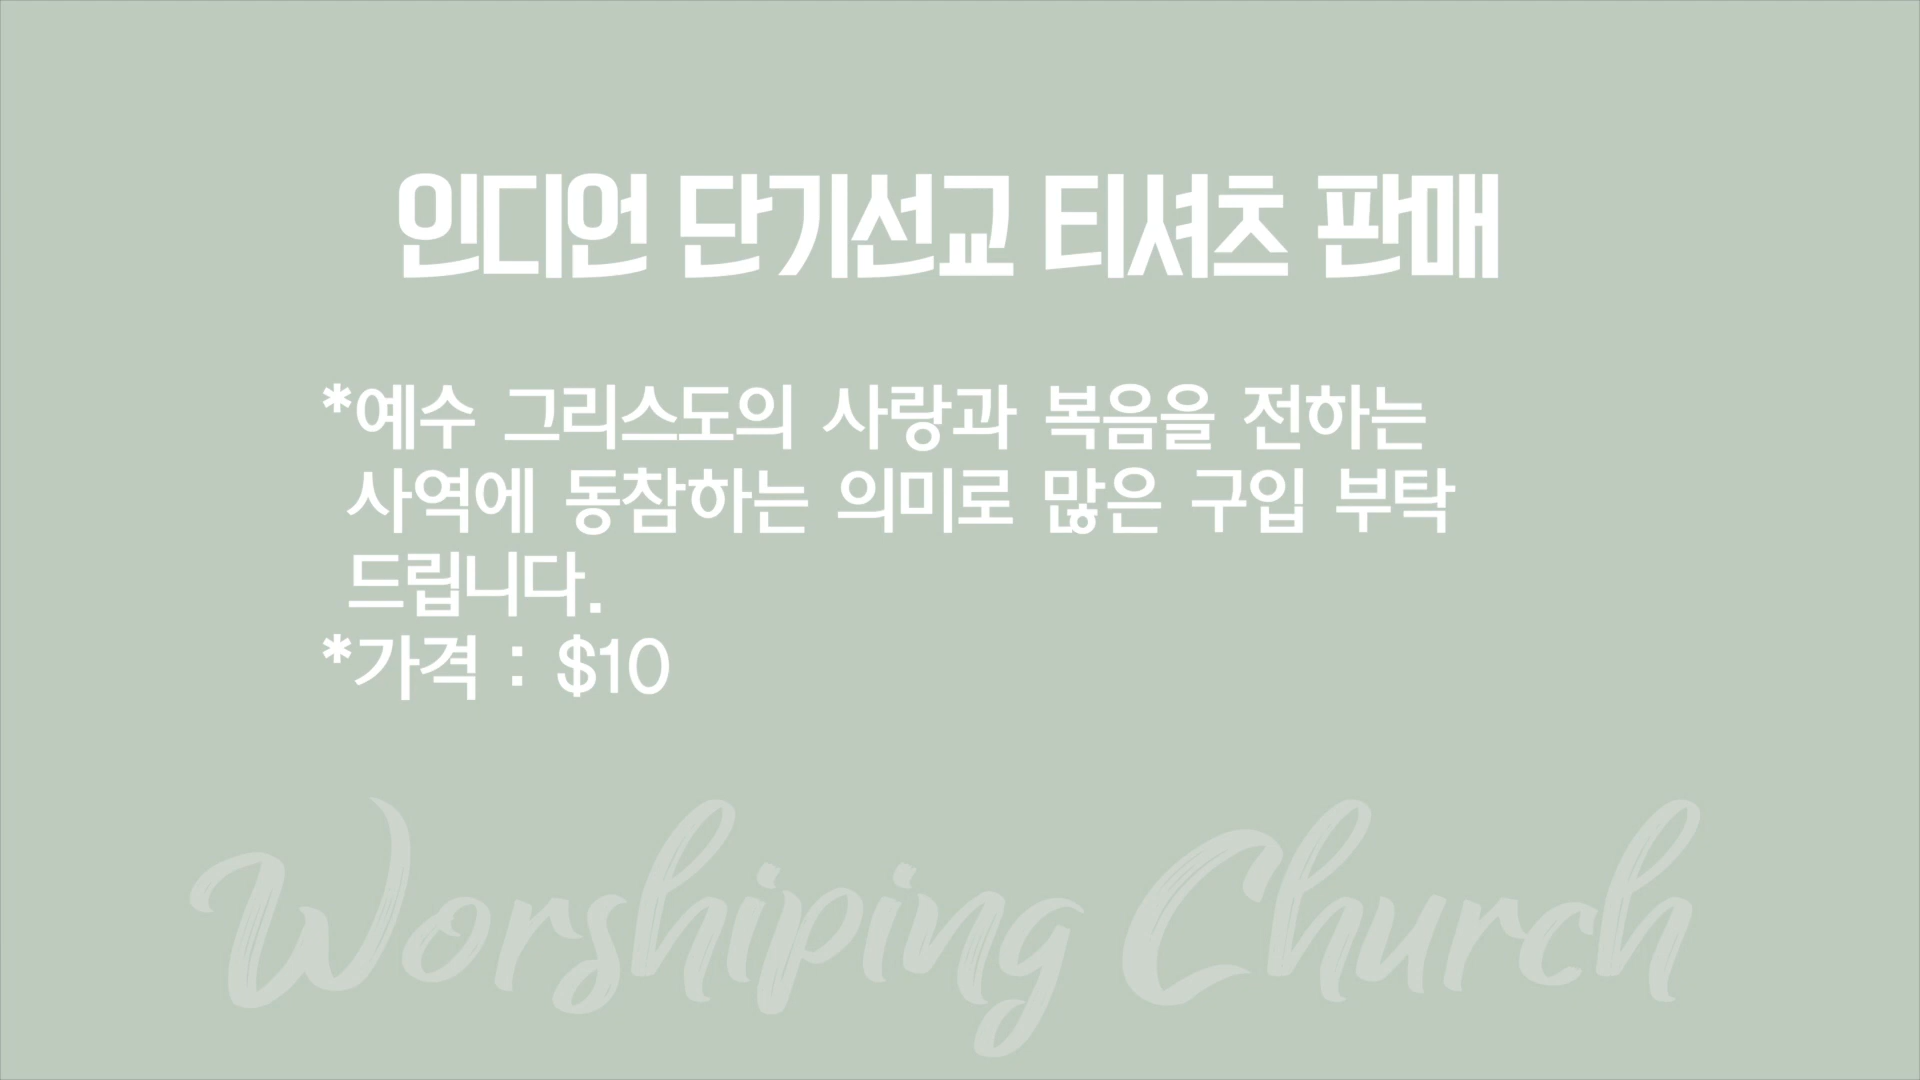 인디언 단기선교 티셔츠 판매
*예수 그리스도의 사랑과 복음을 전하는
사역에 동참하는 의미로 많은 구입 부탁
드립니다.
*가격 : $10
Worshiping Church